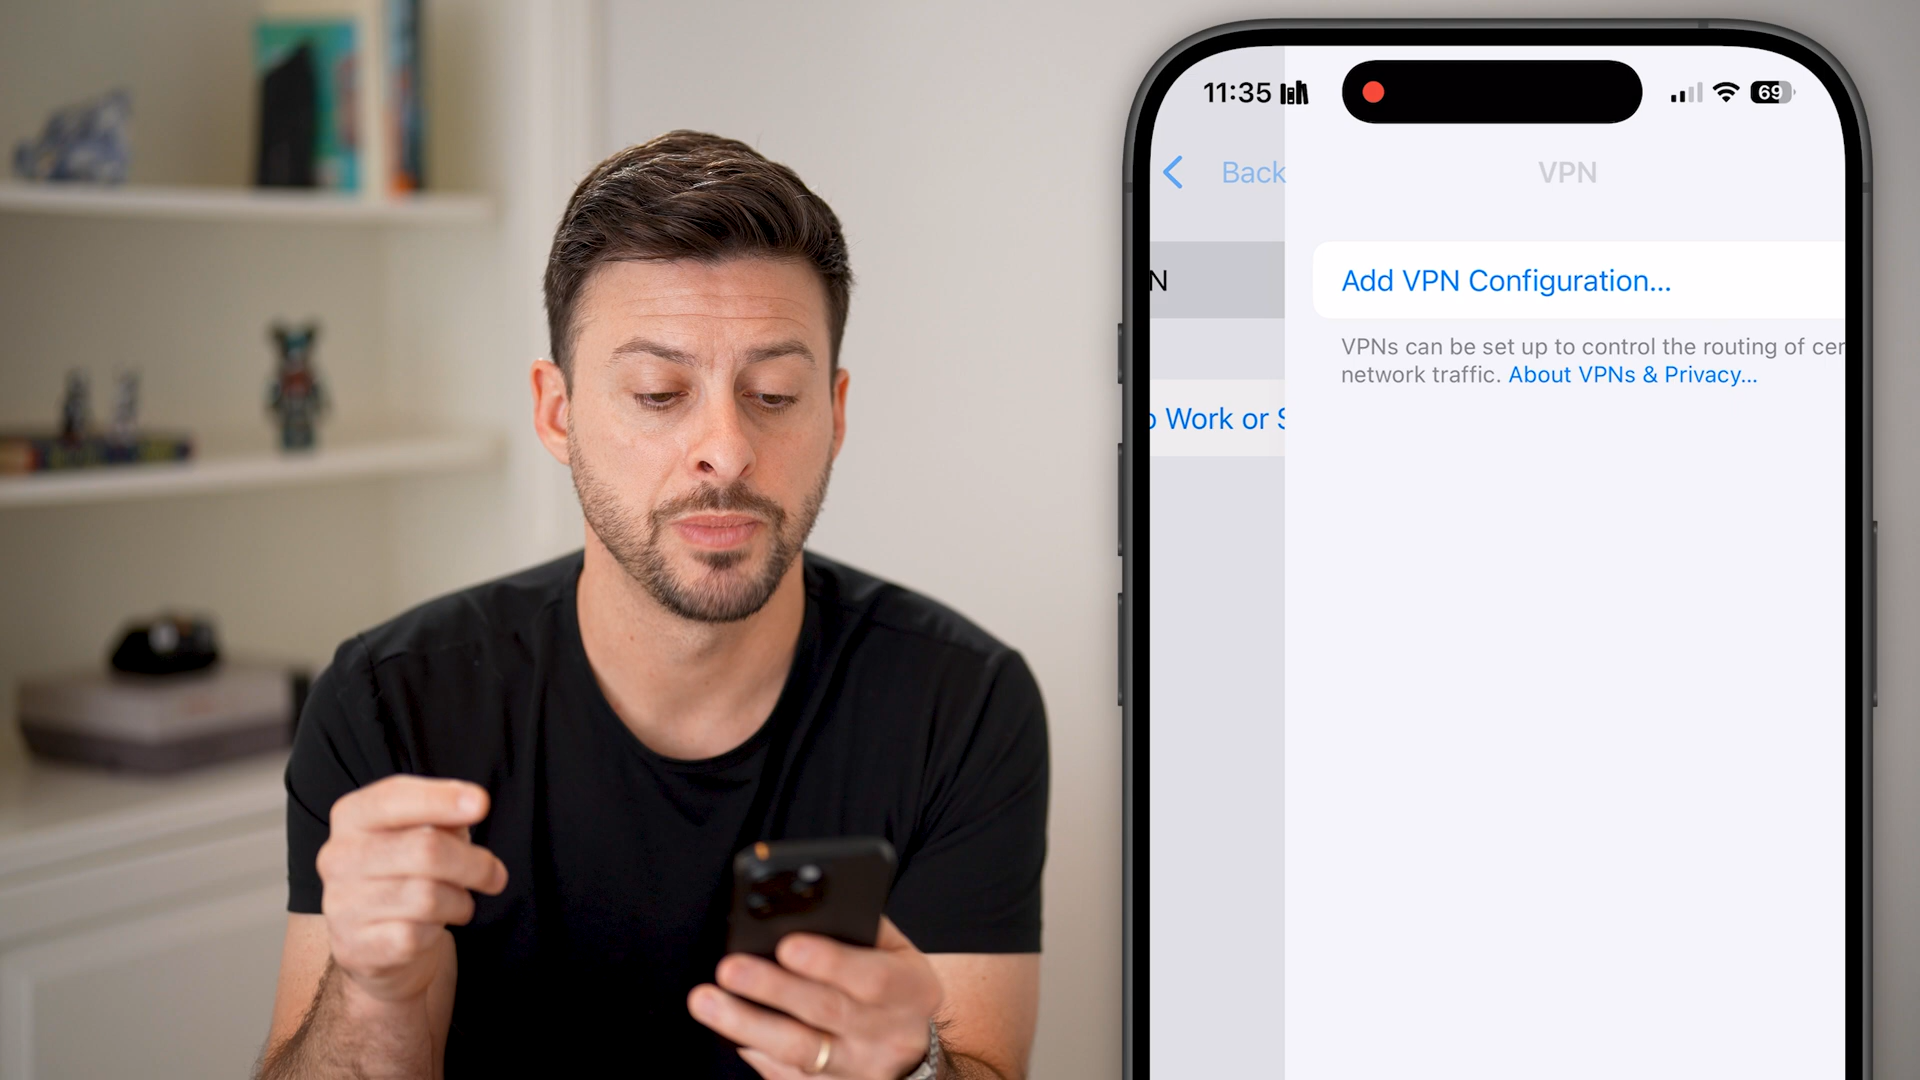 11:35
69
Back
VPN
N
Add VPN Configuration...
VPNs can be set up to control the routing of cer
network traffic. About VPNs & Privacy...
o Work or S